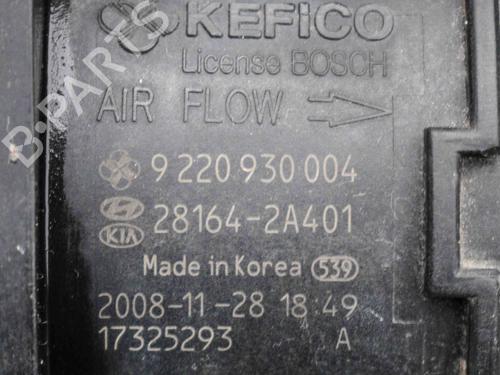 KEFICO
License BOSCH
AIR FLOW
9 220 930 004
28164-2A401
KIA
Made in Korea 539
2008-11-28 18:49
17325293 A
B-PARTS